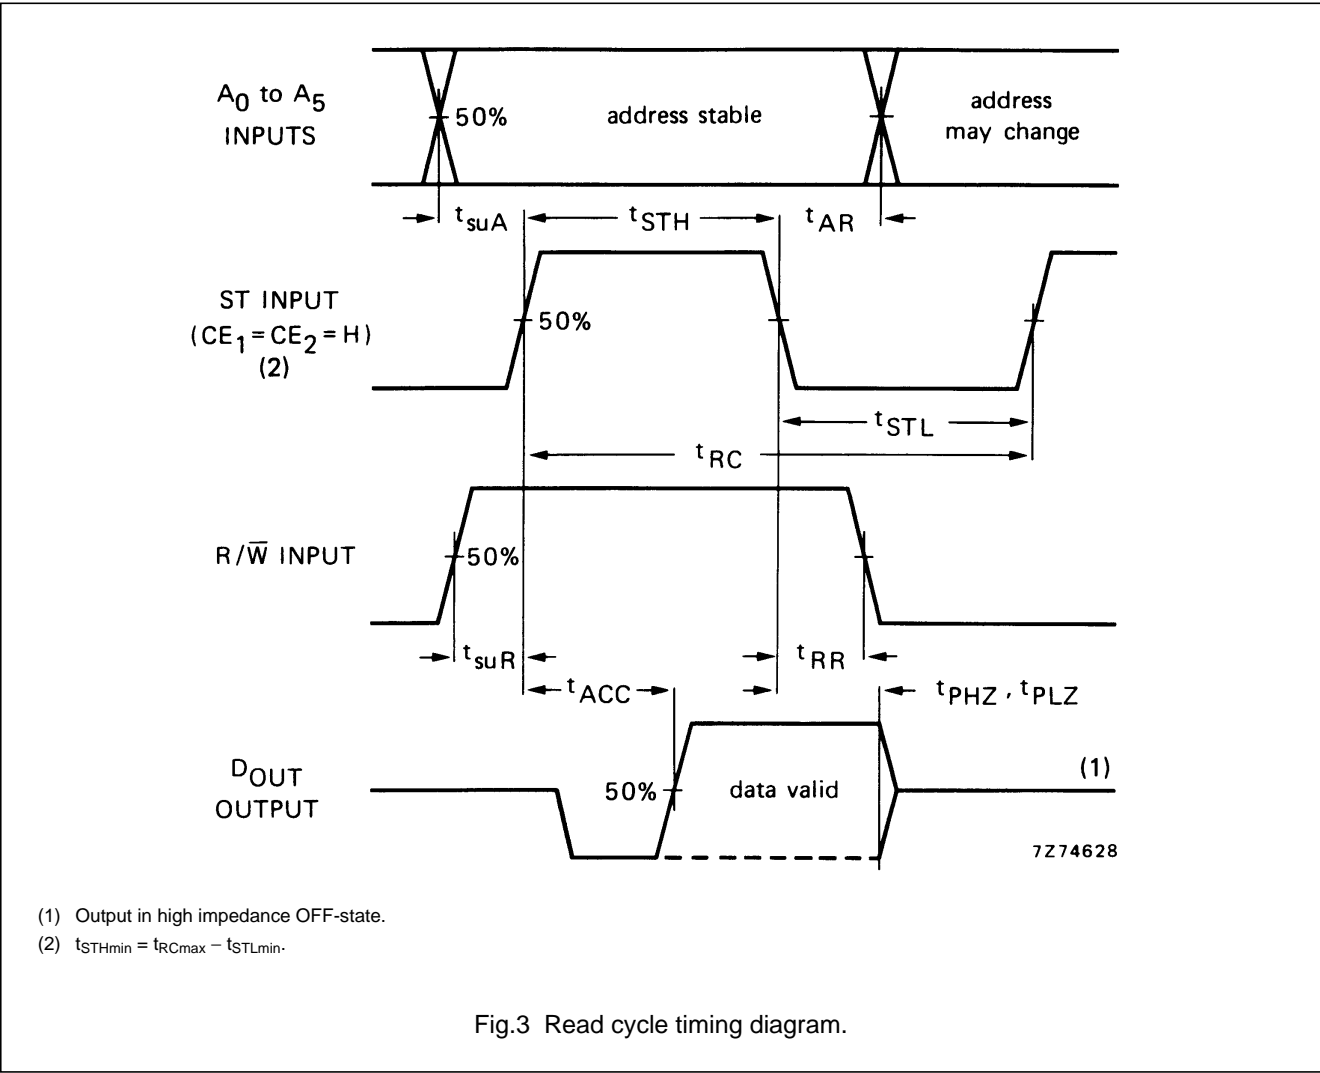 A0 to A5
INPUTS
50%
address stable
address
may change
tsuA
tSTH
tAR
ST INPUT
(CE1=CE2=H)
(2)
50%
tSTL
tRC
R/W̅ INPUT
50%
tsuR
tRR
tACC
tPHZ, tPLZ
DOUT
OUTPUT
50%
data valid
(1)
7Z74628
(1) Output in high impedance OFF-state.
(2) tSTHmin = tRCmax − tSTLmin.
Fig.3 Read cycle timing diagram.